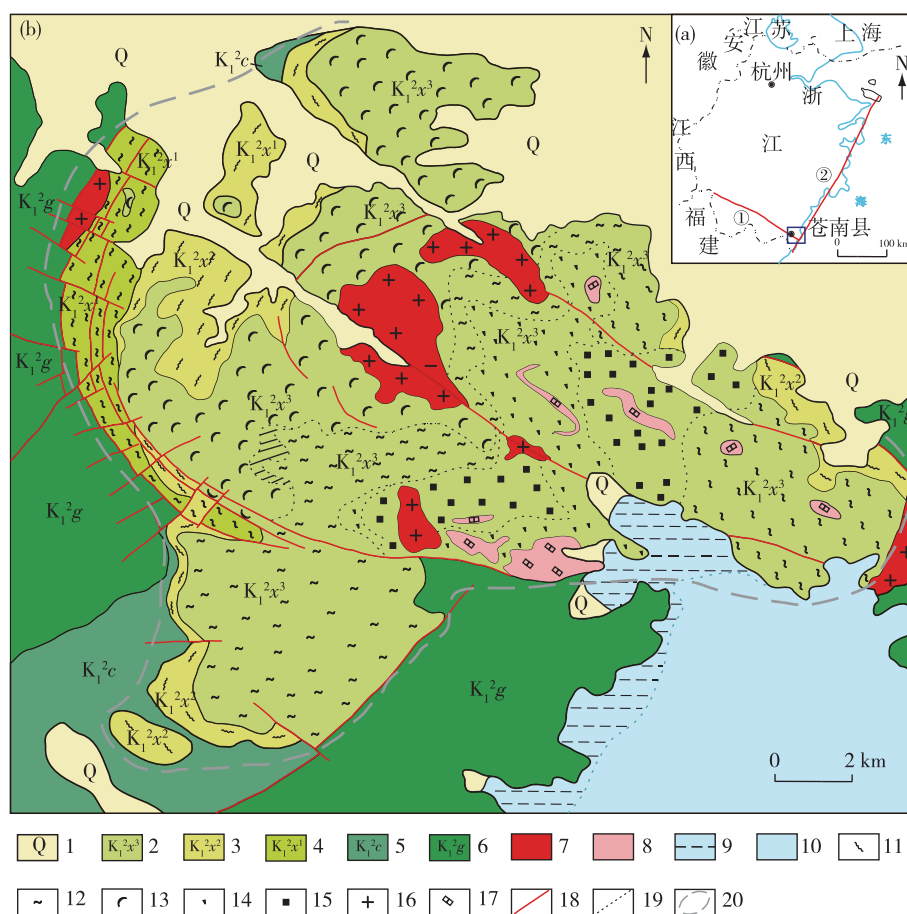 (b)
N
Q
K₁²c
K₁²x³
Q
K₁²x¹
K₁²x¹
Q
Q
K₁²g
K₁²x³
Q
K₁²x²
K₁²x³
K₁²x¹
K₁²x³
K₁²g
K₁²x²
Q
K₁²g
K₁²x³
K₁²x³
K₁²x³
Q
K₁²g
K₁²x³
Q
K₁²c
K₁²g
K₁²x²
K₁²x²
Q
0 2 km
(a)
江 苏
上 海
安
徽
杭州
N
浙
江
江
西
东
海
②
福
①
建
苍南县
0 100 km
Q 1 K₁²x³ 2 K₁²x² 3 K₁²x¹ 4 K₁²c 5 K₁²g 6 7 8 9 10 11
12 13 14 15 16 17 18 19 20